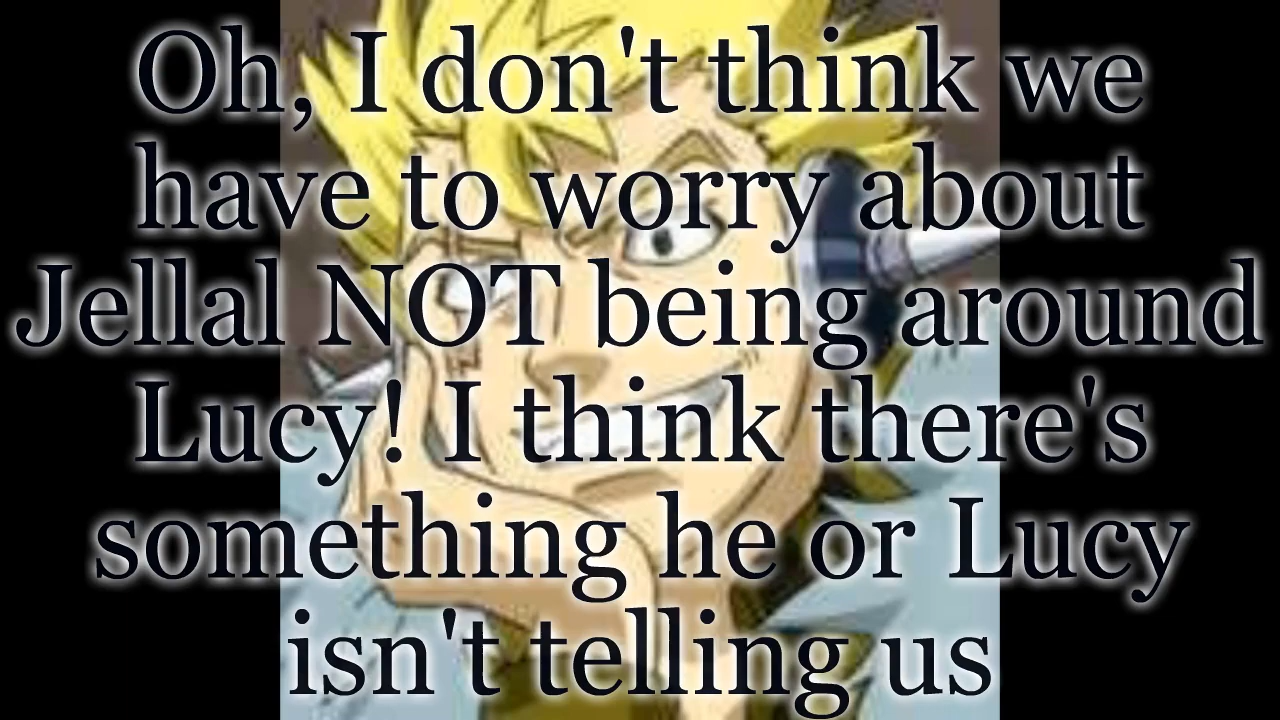 Oh, I don't think we
have to worry about
Jellal NOT being around
Lucy! I think there's
something he or Lucy
isn't telling us